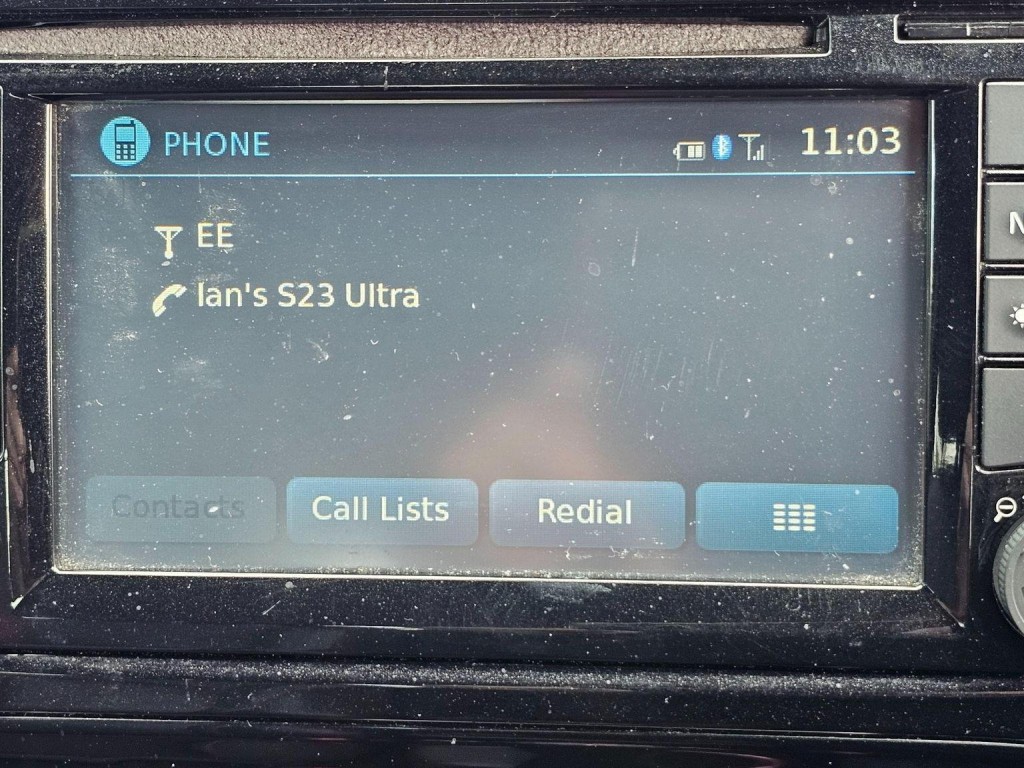 PHONE 11:03
EE
Ian's S23 Ultra
Contacts Call Lists Redial